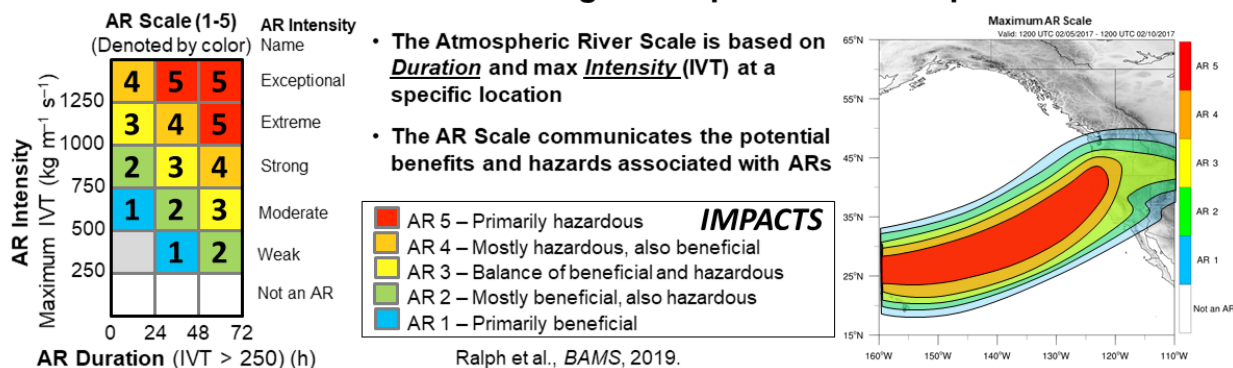 AR Scale (1-5)
(Denoted by color)
AR Intensity
Name
4 5 5
Exceptional
1250
3 4 5
Extreme
1000
2 3 4
Strong
750
1 2 3
Moderate
500
1 2
Weak
250
Not an AR
0 24 48 72
AR Duration (IVT > 250) (h)
AR Intensity
Maximum IVT (kg m⁻¹ s⁻¹)
• The Atmospheric River Scale is based on
Duration and max Intensity (IVT) at a
specific location
• The AR Scale communicates the potential
benefits and hazards associated with ARs
IMPACTS
AR 5 – Primarily hazardous
AR 4 – Mostly hazardous, also beneficial
AR 3 – Balance of beneficial and hazardous
AR 2 – Mostly beneficial, also hazardous
AR 1 – Primarily beneficial
Ralph et al., BAMS, 2019.
Maximum AR Scale
Valid: 1200 UTC 02/05/2017 - 1200 UTC 02/10/2017
65°N
55°N
45°N
35°N
25°N
15°N
160°W 150°W 140°W 130°W 120°W 110°W
AR 5
AR 4
AR 3
AR 2
AR 1
Not an AR